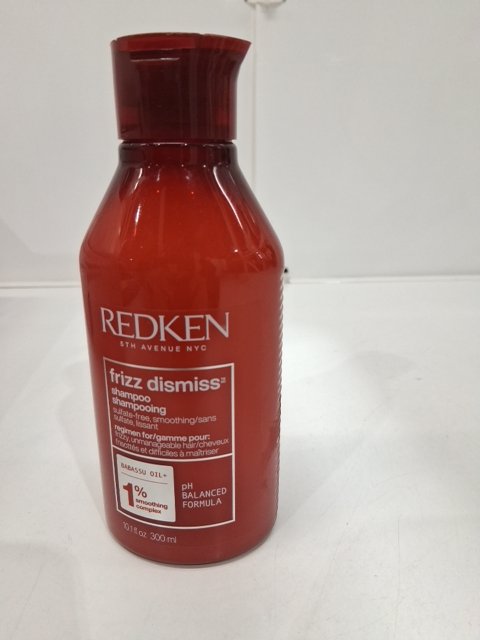 REDKEN
5TH AVENUE NYC
frizz dismiss
shampoo
shampooing
sulfate-free, smoothing/sans
sulfate, lissant
regimen for/gamme pour:
frizzy, unmanageable hair/cheveux
frisottés et difficiles à maîtriser
BABASSU OIL+
1%
smoothing
complex
pH
BALANCED
FORMULA
10.1 fl oz 300 ml